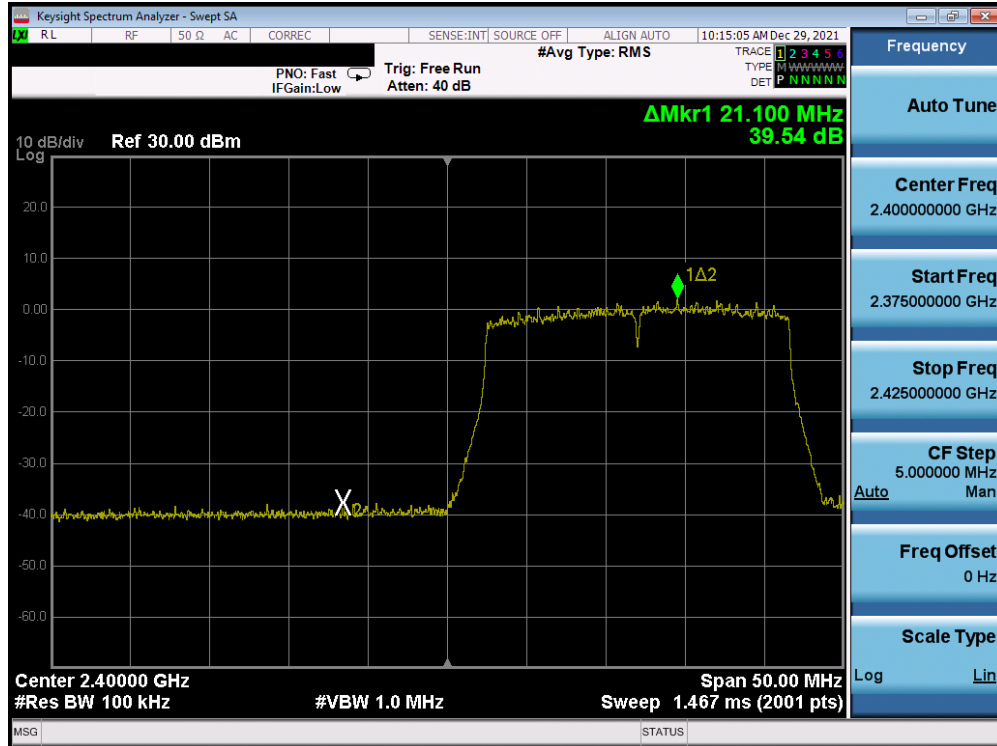 Keysight Spectrum Analyzer - Swept SA
LXI RL RF 50 Ω AC CORREC SENSE:INT SOURCE OFF ALIGN AUTO 10:15:05 AM Dec 29, 2021
#Avg Type: RMS
TRACE 1 2 3 4 5 6
PNO: Fast Trig: Free Run
TYPE M W W W W W
IFGain:Low Atten: 40 dB
DET P N N N N N
ΔMkr1 21.100 MHz
39.54 dB
10 dB/div Ref 30.00 dBm
Log
20.0
10.0
1Δ2
0.00
-10.0
-20.0
-30.0
X2
-40.0
-50.0
-60.0
Center 2.40000 GHz Span 50.00 MHz
#Res BW 100 kHz #VBW 1.0 MHz Sweep 1.467 ms (2001 pts)
MSG STATUS
Frequency
Auto Tune
Center Freq
2.400000000 GHz
Start Freq
2.375000000 GHz
Stop Freq
2.425000000 GHz
CF Step
5.000000 MHz
Auto Man
Freq Offset
0 Hz
Scale Type
Log Lin